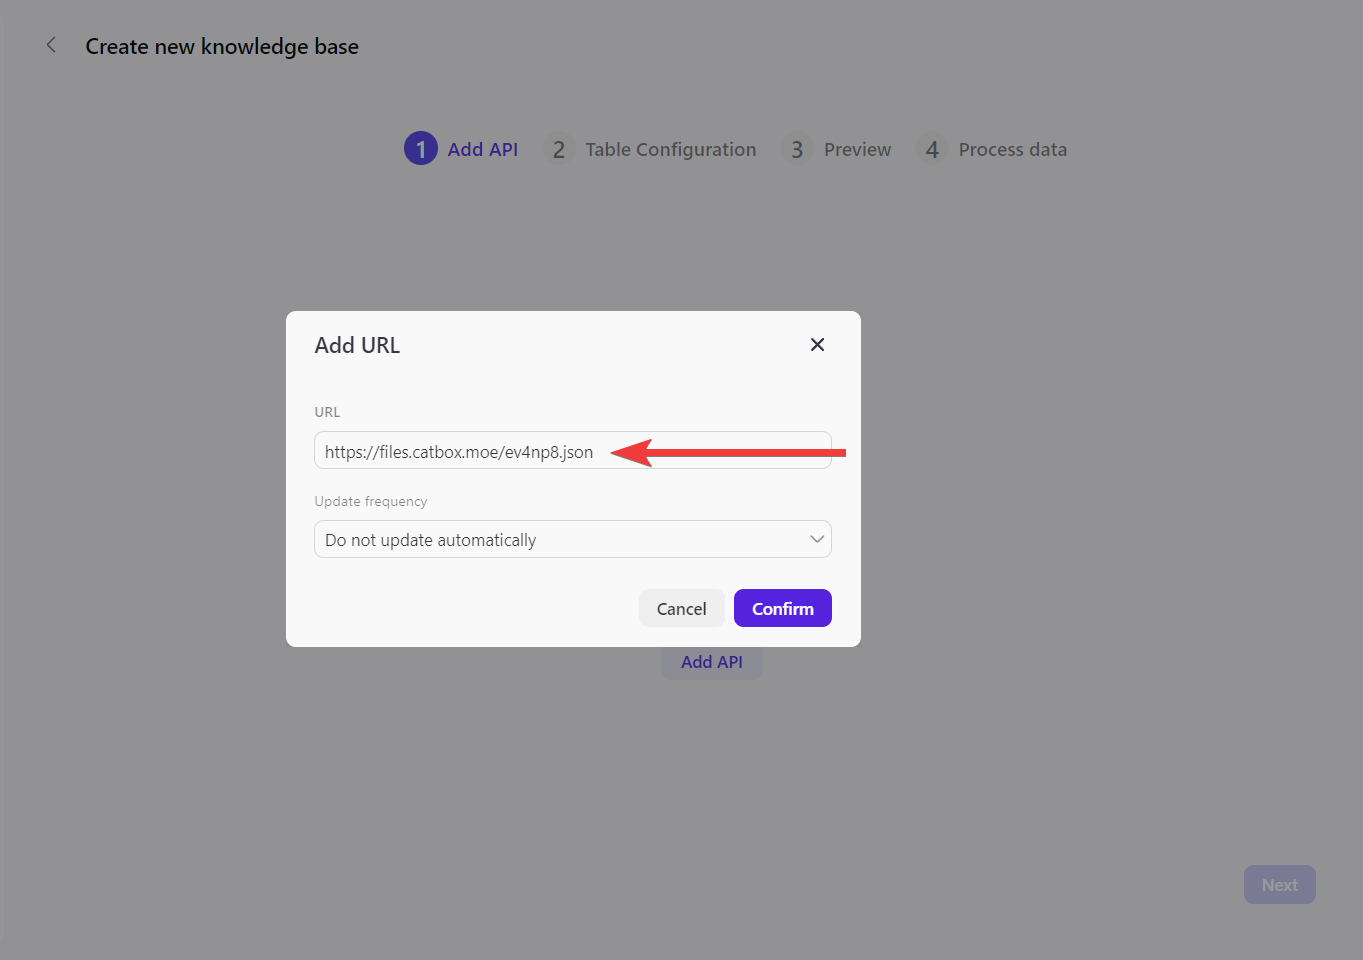 Create new knowledge base
1 Add API 2 Table Configuration 3 Preview 4 Process data
Add URL
URL
https://files.catbox.moe/ev4np8.json
Update frequency
Do not update automatically
Cancel Confirm
Add API
Next